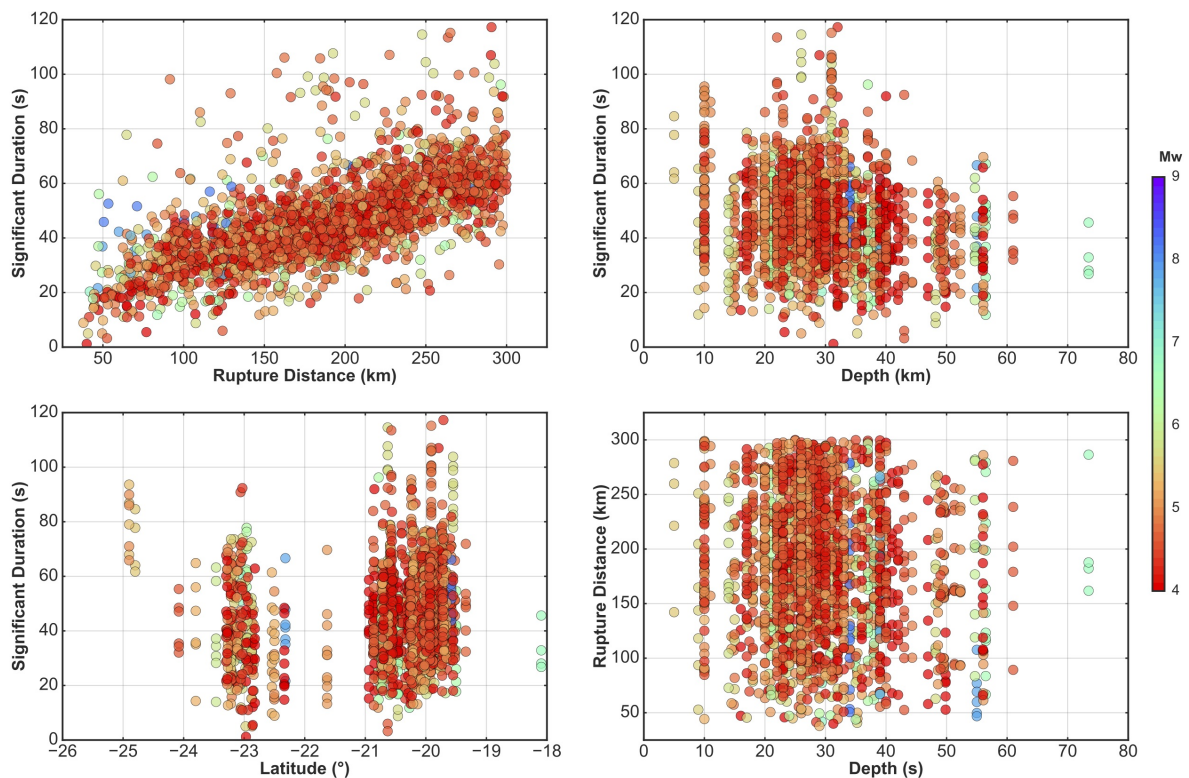 120
100
80
60
40
20
0
Significant Duration (s)
50 100 150 200 250 300
Rupture Distance (km)
120
100
80
60
40
20
0
Significant Duration (s)
0 10 20 30 40 50 60 70 80
Depth (km)
Mw
9
8
7
6
5
4
120
100
80
60
40
20
0
Significant Duration (s)
−26 −25 −24 −23 −22 −21 −20 −19 −18
Latitude (°)
300
250
200
150
100
50
Rupture Distance (km)
0 10 20 30 40 50 60 70 80
Depth (s)